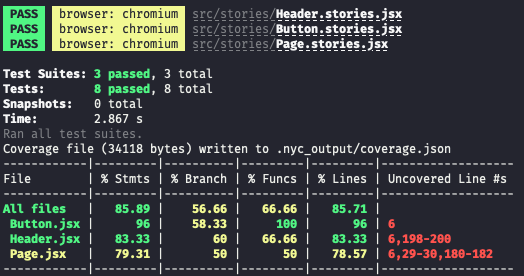 PASS browser: chromium src/stories/Header.stories.jsx
PASS browser: chromium src/stories/Button.stories.jsx
PASS browser: chromium src/stories/Page.stories.jsx

Test Suites: 3 passed, 3 total
Tests:       8 passed, 8 total
Snapshots:   0 total
Time:        2.867 s
Ran all test suites.
Coverage file (34118 bytes) written to .nyc_output/coverage.json
------------|---------|----------|---------|---------|-------------------
File        | % Stmts | % Branch | % Funcs | % Lines | Uncovered Line #s
------------|---------|----------|---------|---------|-------------------
All files   |   85.89 |    56.66 |   66.66 |   85.71 |
 Button.jsx |      96 |    58.33 |     100 |      96 | 6
 Header.jsx |   83.33 |       60 |   66.66 |   83.33 | 6,198-200
 Page.jsx   |   79.31 |       50 |      50 |   78.57 | 6,29-30,180-182
------------|---------|----------|---------|---------|-------------------